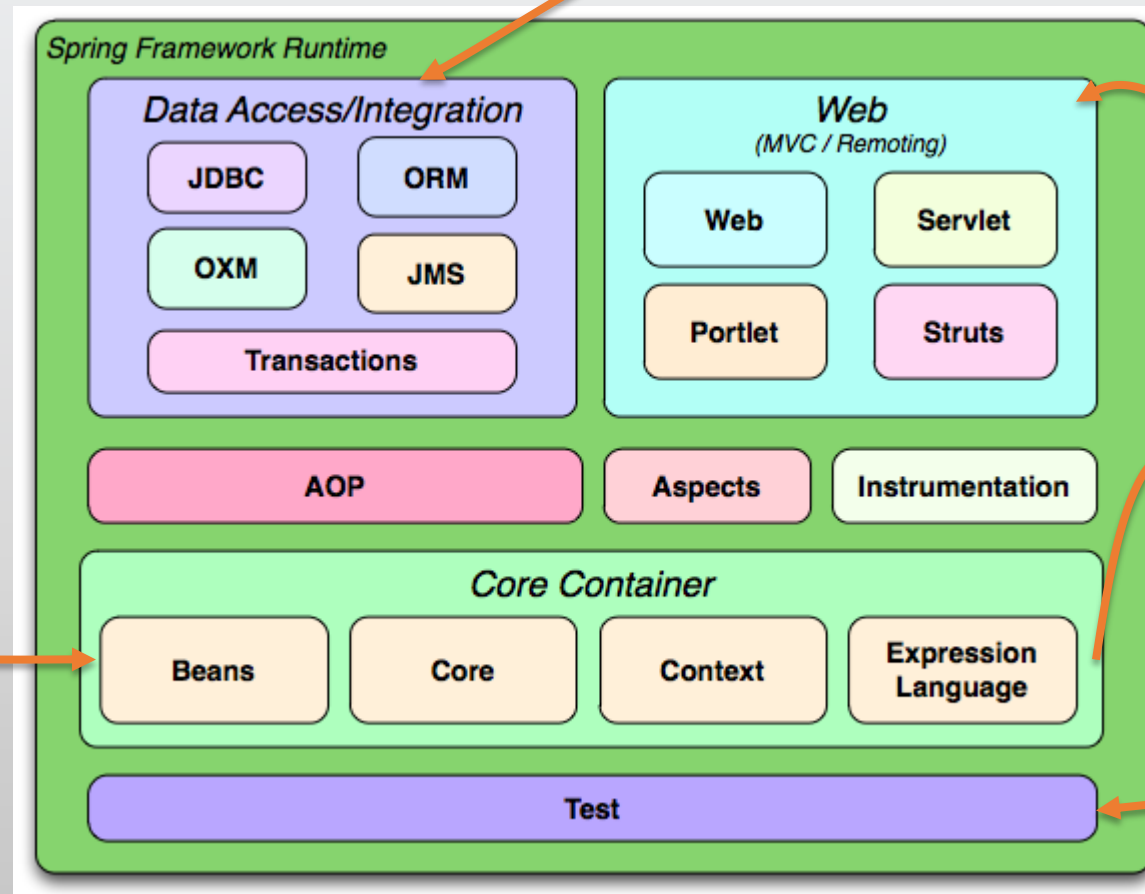 Spring Framework Runtime
Data Access/Integration
JDBC
ORM
OXM
JMS
Transactions
Web
(MVC / Remoting)
Web
Servlet
Portlet
Struts
AOP
Aspects
Instrumentation
Core Container
Beans
Core
Context
Expression
Language
Test